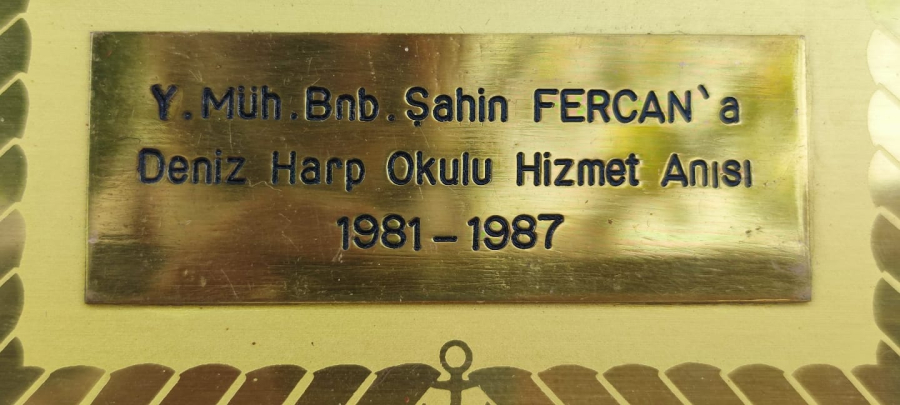 Y.Müh.Bnb.Şahin FERCAN`a
Deniz Harp Okulu Hizmet Anısı
1981-1987